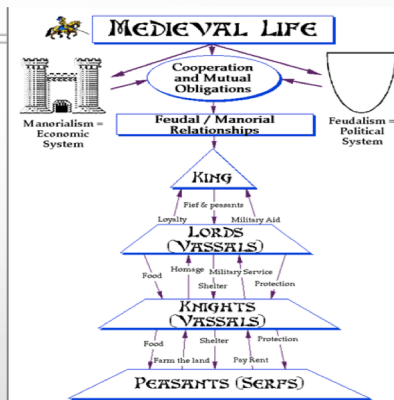 MEDIEVAL LIFE
Cooperation
and Mutual
Obligations
Manorialism =
Economic
System
Feudalism =
Political
System
Feudal / Manorial
Relationships
KING
Fief & peasants
Loyalty Military Aid
LORDS
(VASSALS)
Food Homage Military Service Protection
Shelter
KNIGHTS
(VASSALS)
Food Shelter Protection
Farm the land Pay Rent
PEASANTS (SERFS)